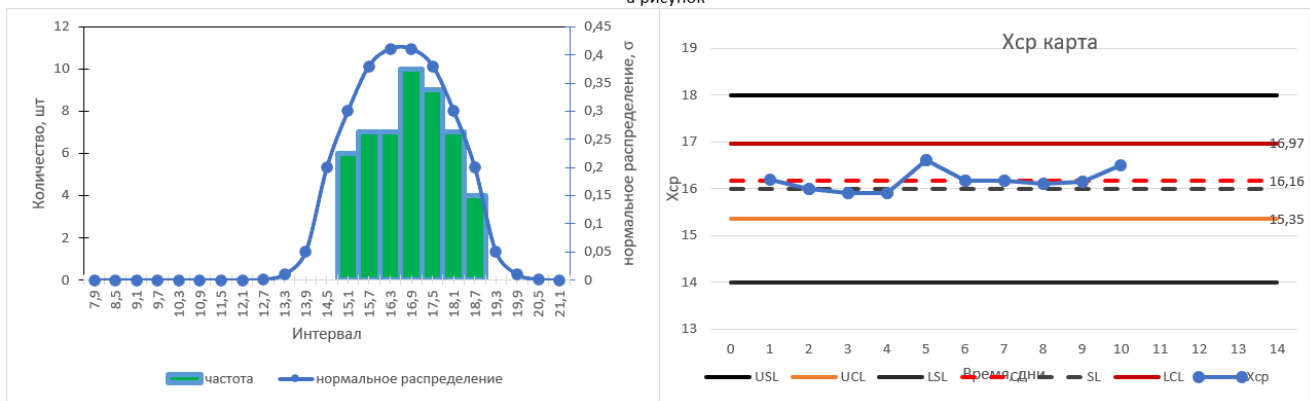 а рисунок
12
10
8
6
4
2
0
Количество, шт
0,45
0,4
0,35
0,3
0,25
0,2
0,15
0,1
0,05
0
нормальное распределение, σ
7,9 8,5 9,1 9,7 10,3 10,9 11,5 12,1 12,7 13,3 13,9 14,5 15,1 15,7 16,3 16,9 17,5 18,1 18,7 19,3 19,9 20,5 21,1
Интервал
частота нормальное распределение
Xср карта
19
18
17
16
15
14
13
Xср
16,97
16,16
15,35
0 1 2 3 4 5 6 7 8 9 10 11 12 13 14
Время, дни
USL UCL LSL SL LCL Xср